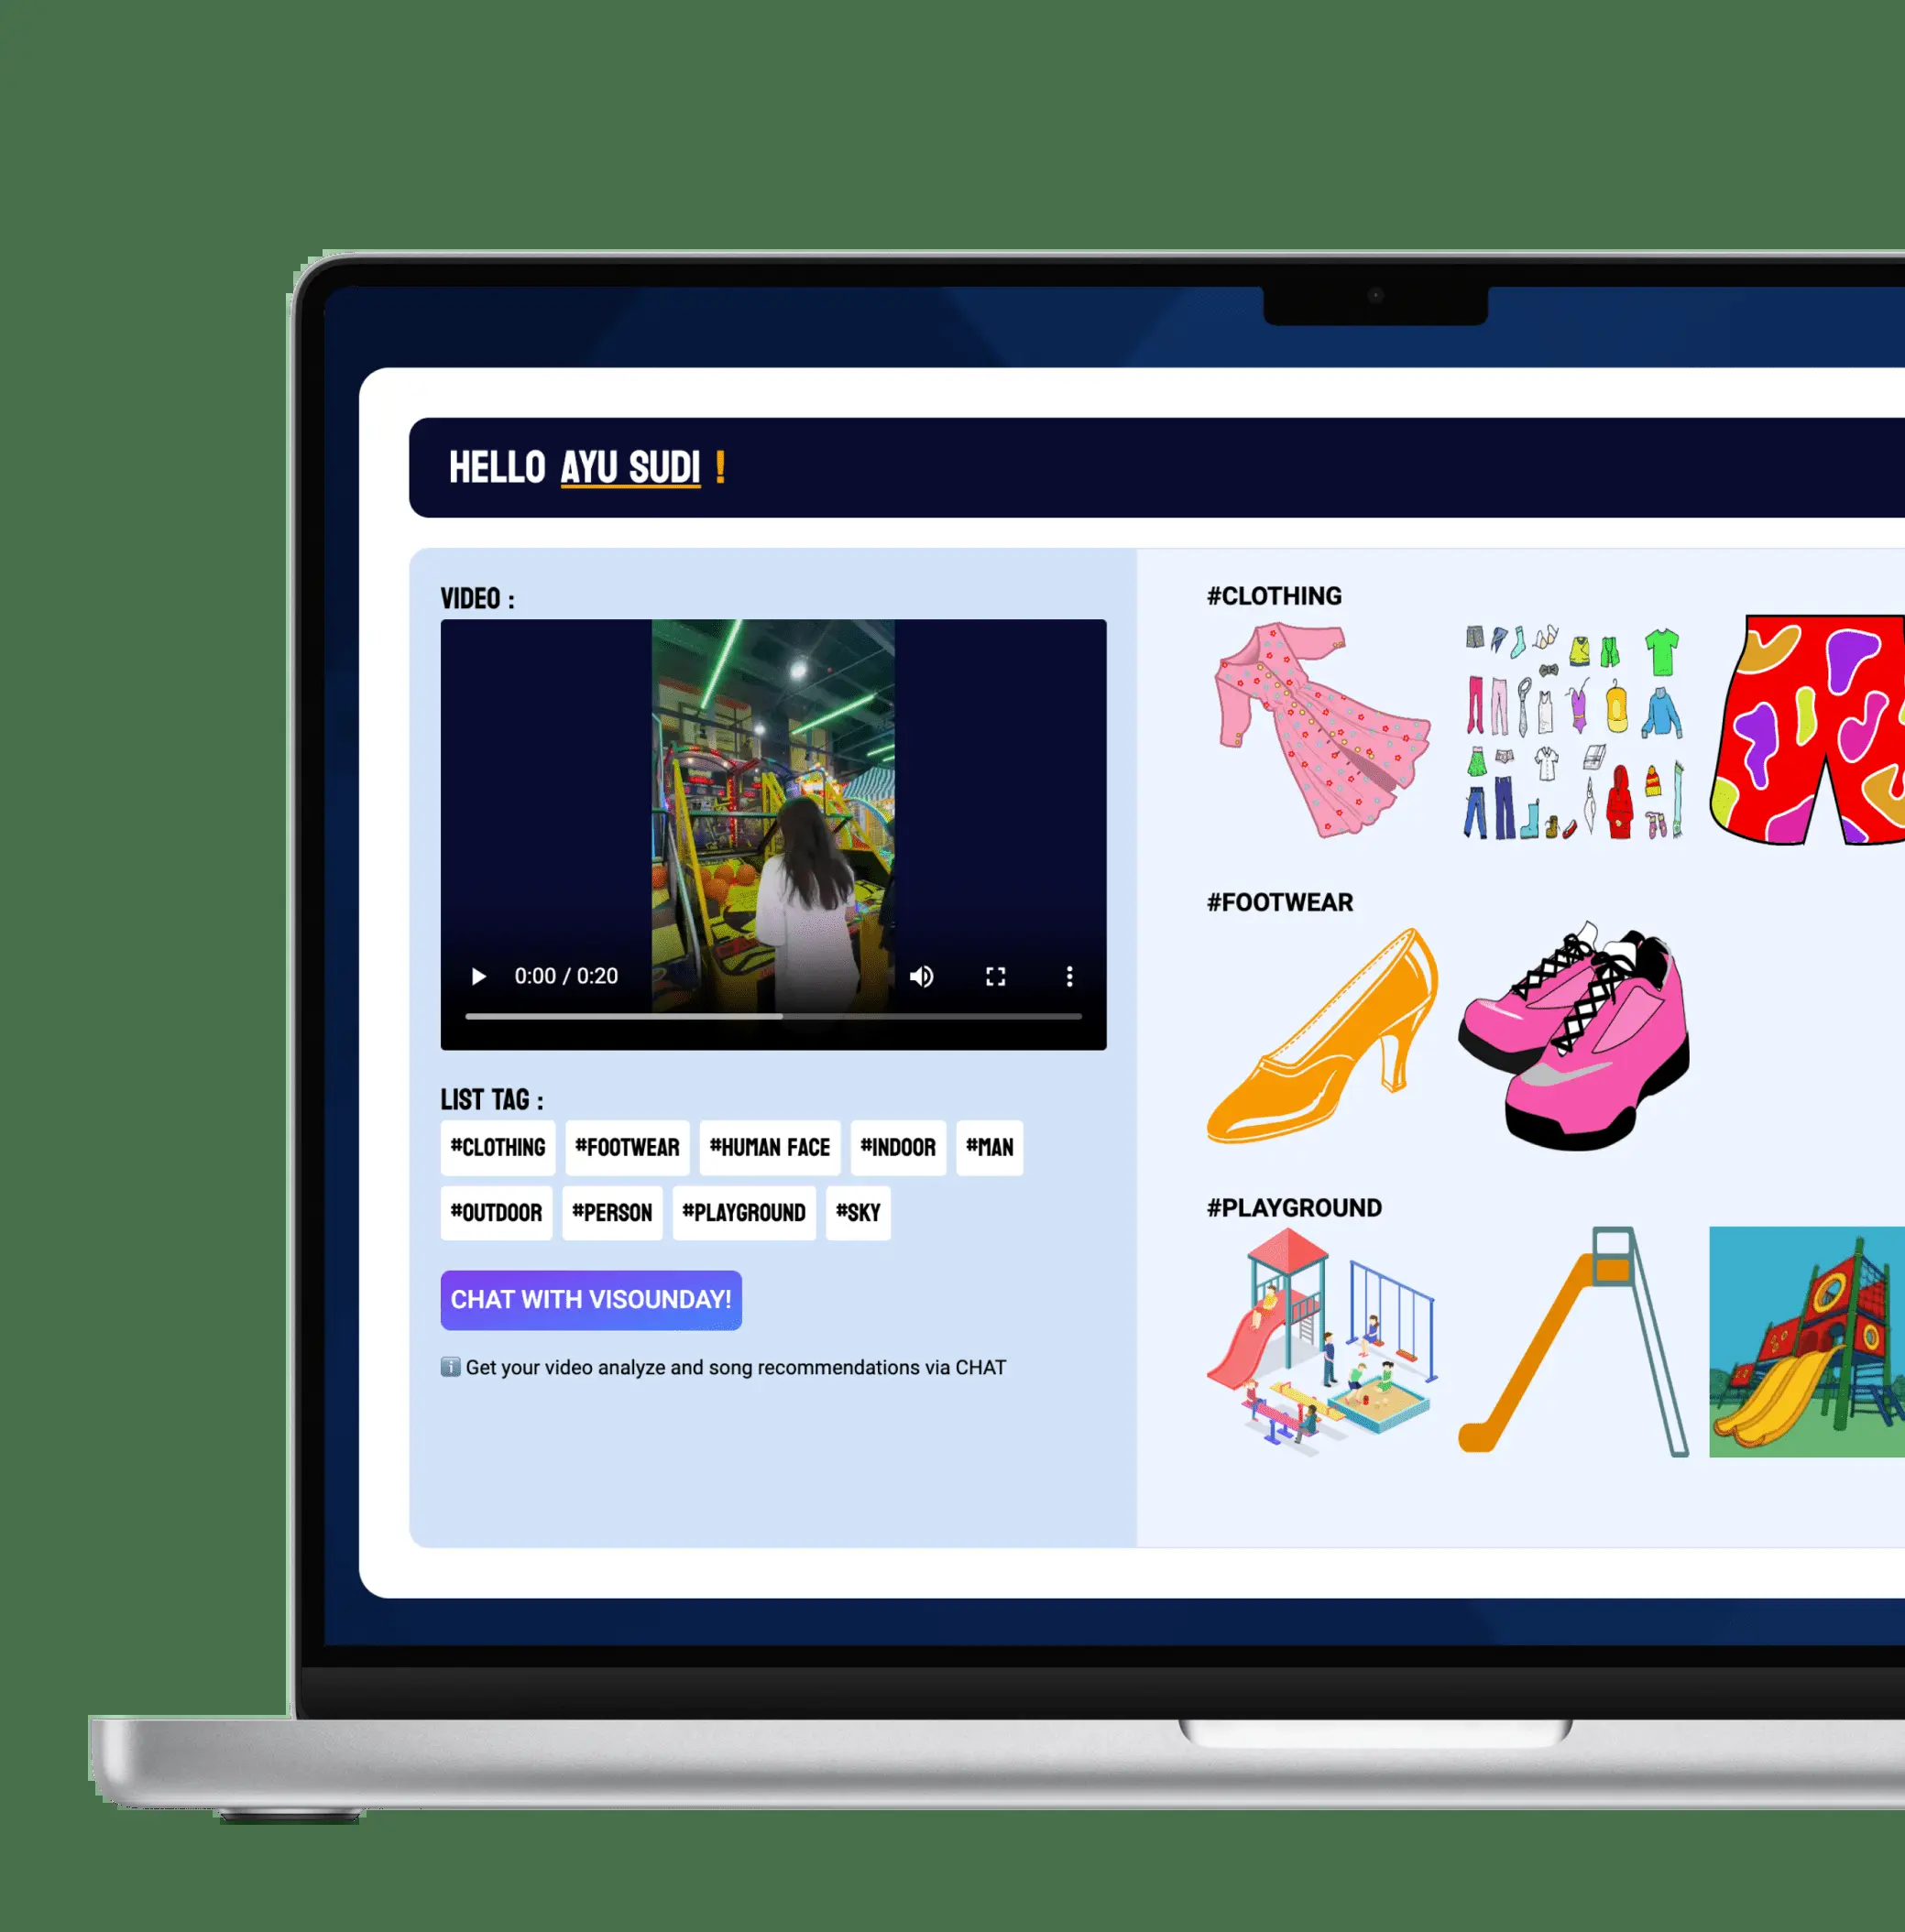 HELLO AYU SUDI !
VIDEO :
0:00 / 0:20
LIST TAG :
#CLOTHING #FOOTWEAR #HUMAN FACE #INDOOR #MAN
#OUTDOOR #PERSON #PLAYGROUND #SKY
CHAT WITH VISOUNDAY!
Get your video analyze and song recommendations via CHAT
#CLOTHING
#FOOTWEAR
#PLAYGROUND